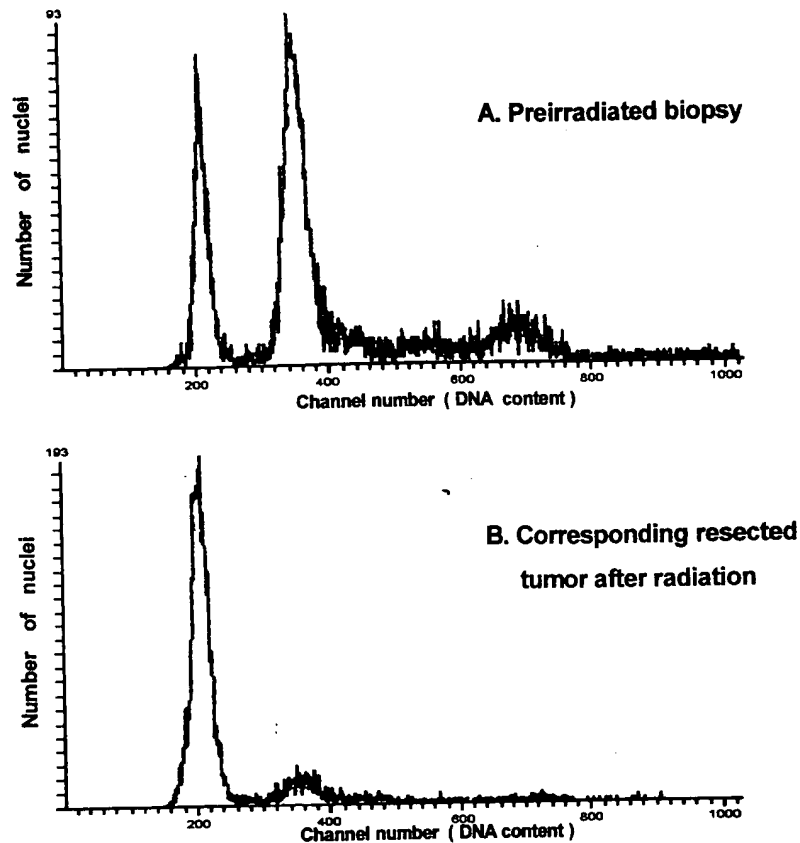 93
Number of nuclei
A. Preirradiated biopsy
200 400 600 800 1000
Channel number ( DNA content )
193
Number of nuclei
B. Corresponding resected
tumor after radiation
200 400 600 800 1000
Channel number ( DNA content )